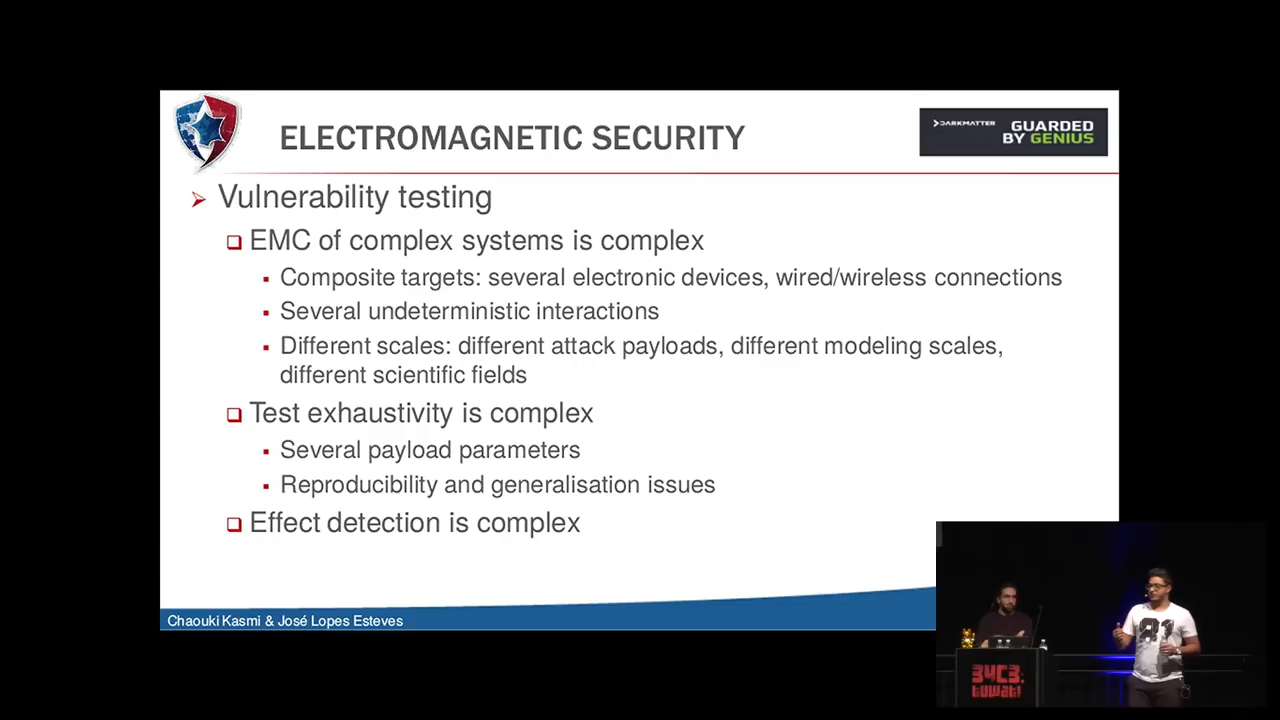 ELECTROMAGNETIC SECURITY
DARKMATTER
GUARDED
BY GENIUS
Vulnerability testing
EMC of complex systems is complex
Composite targets: several electronic devices, wired/wireless connections
Several undeterministic interactions
Different scales: different attack payloads, different modeling scales,
different scientific fields
Test exhaustivity is complex
Several payload parameters
Reproducibility and generalisation issues
Effect detection is complex
Chaouki Kasmi & José Lopes Esteves
81
34C3.
tuwat!